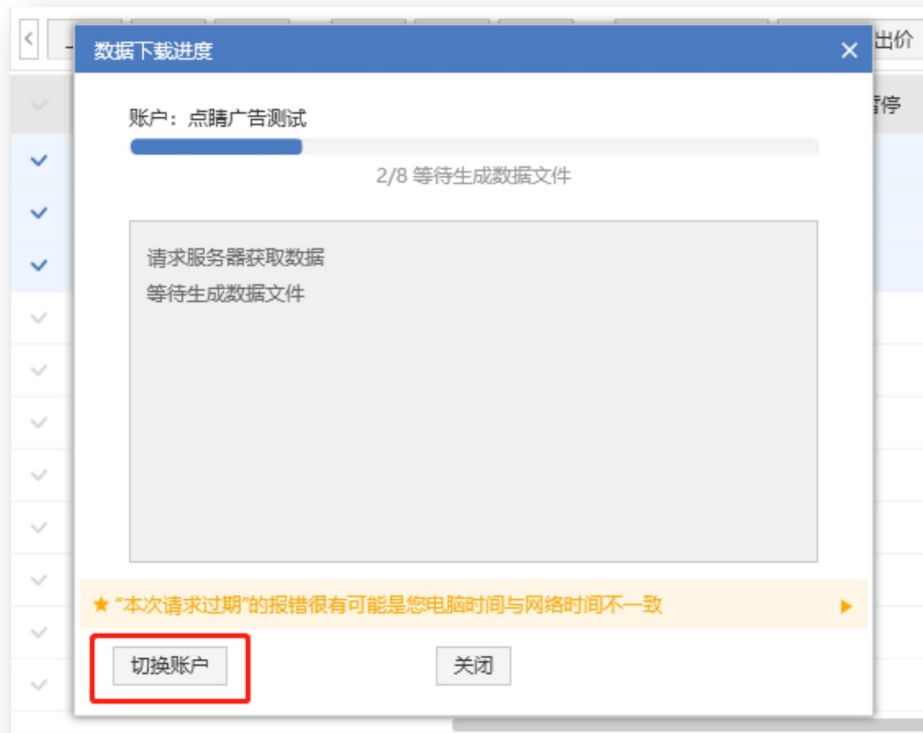 出价
数据下载进度
账户：点睛广告测试
2/8 等待生成数据文件
请求服务器获取数据
等待生成数据文件
★ “本次请求过期”的报错很有可能是您电脑时间与网络时间不一致
切换账户
关闭